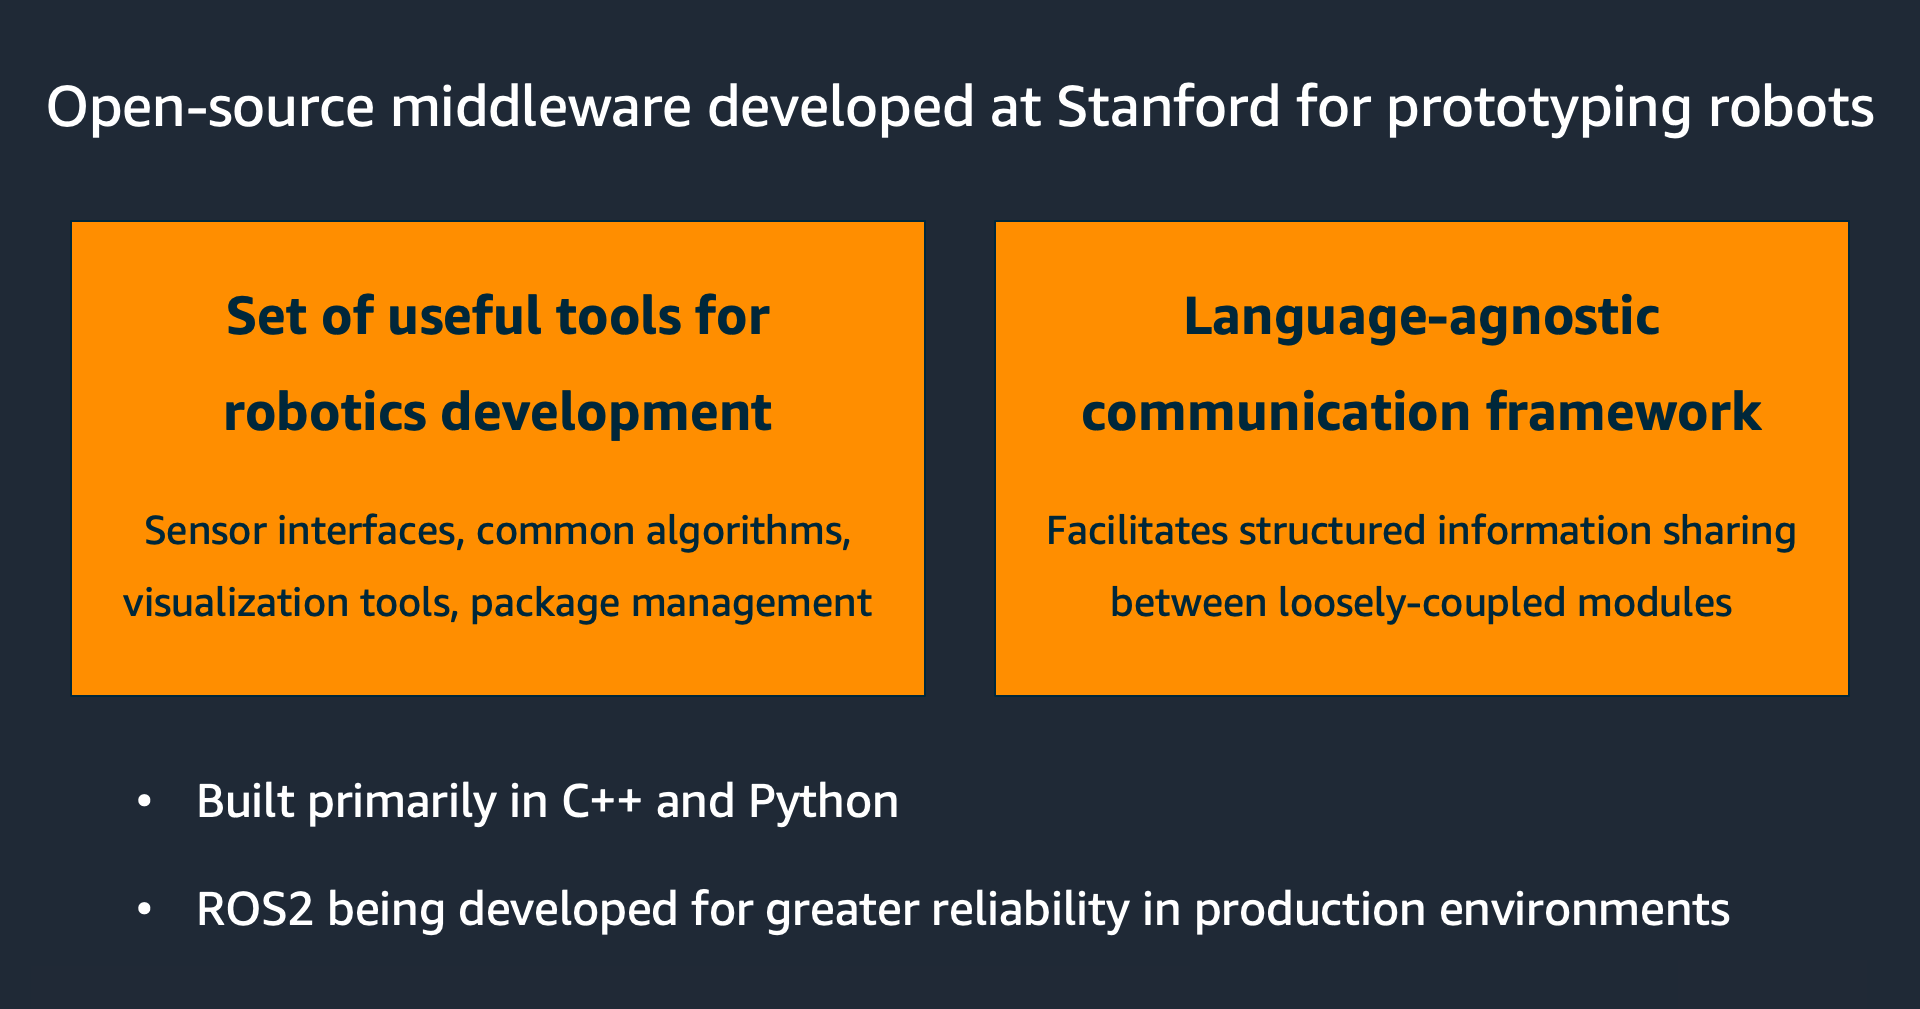 Open-source middleware developed at Stanford for prototyping robots
Set of useful tools for
robotics development
Sensor interfaces, common algorithms,
visualization tools, package management
Language-agnostic
communication framework
Facilitates structured information sharing
between loosely-coupled modules
• Built primarily in C++ and Python
• ROS2 being developed for greater reliability in production environments